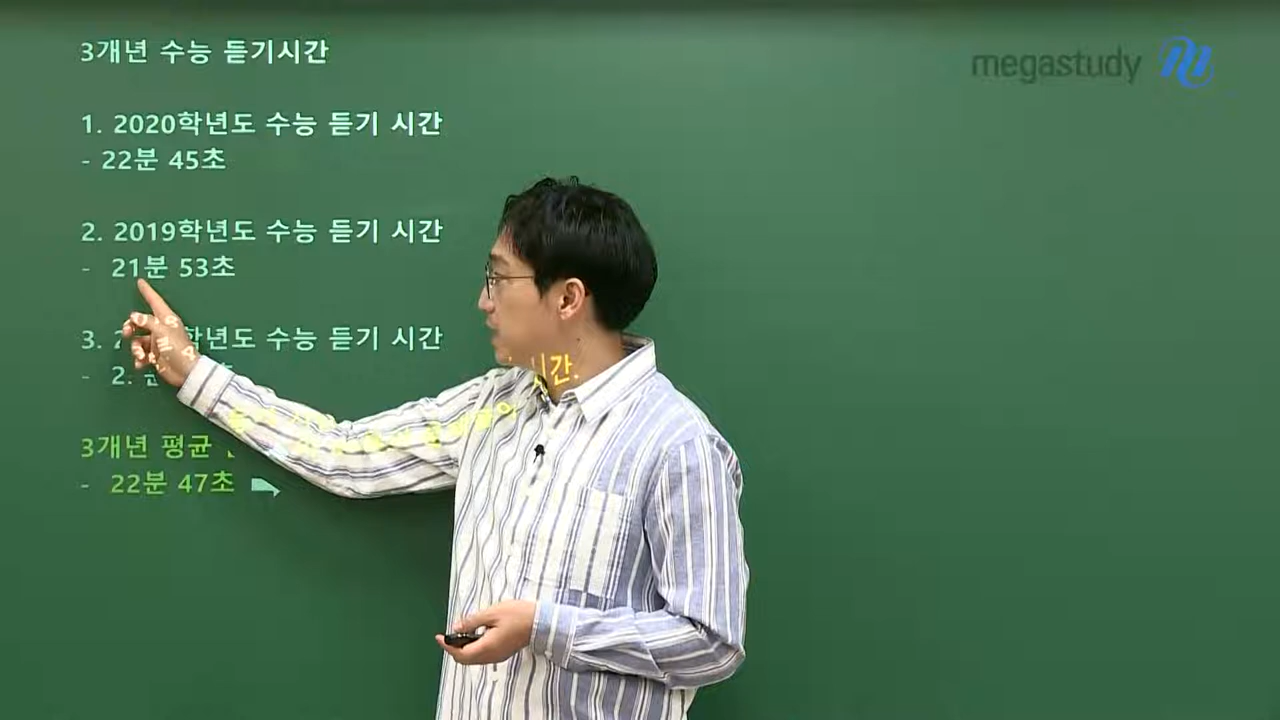 3개년 수능 듣기시간
megastudy
1. 2020학년도 수능 듣기 시간
- 22분 45초
2. 2019학년도 수능 듣기 시간
- 21분 53초
3. 학년도 수능 듣기 시간
시간.
3개년 평균
- 22분 47초